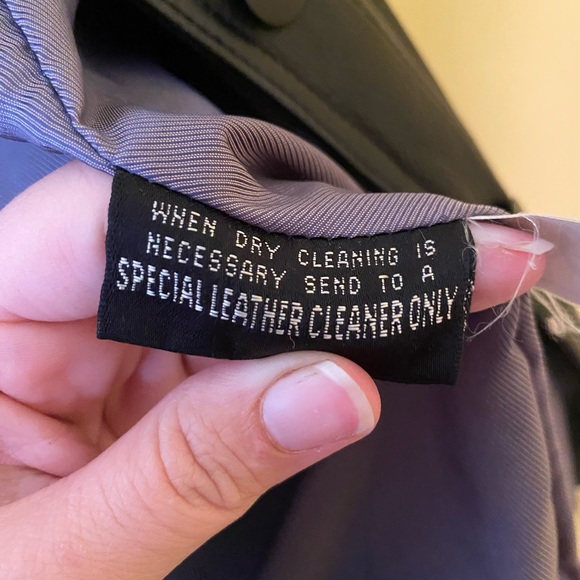 WHEN DRY CLEANING IS
NECESSARY SEND TO A
SPECIAL LEATHER CLEANER ONLY